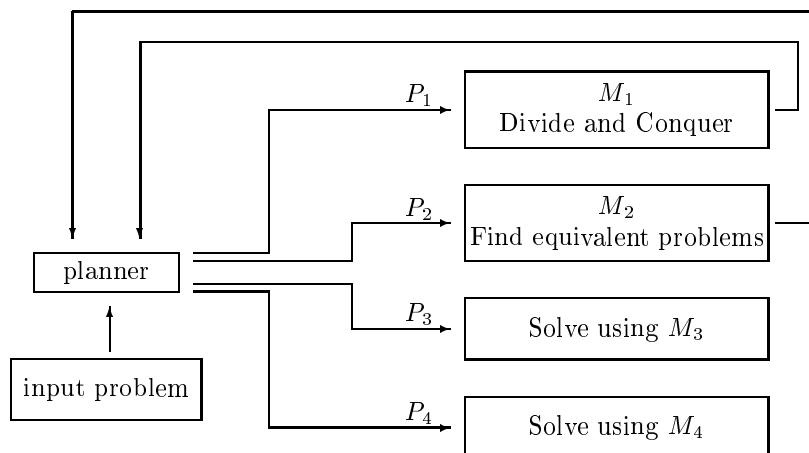 P₁
M₁
Divide and Conquer
P₂
M₂
Find equivalent problems
planner
P₃
Solve using M₃
input problem
P₄
Solve using M₄